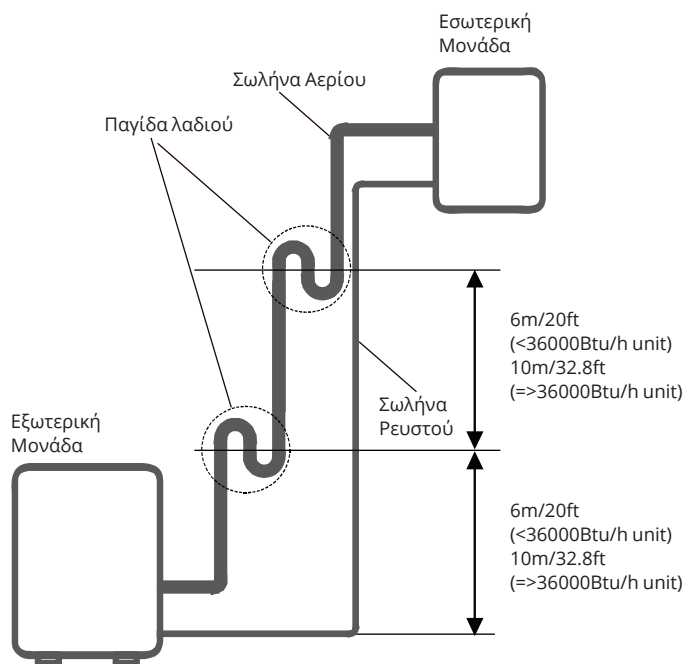 Εσωτερική
Μονάδα
Σωλήνα Αερίου
Παγίδα λαδιού
6m/20ft
(<36000Btu/h unit)
10m/32.8ft
(=>36000Btu/h unit)
Σωλήνα
Ρευστού
Εξωτερική
Μονάδα
6m/20ft
(<36000Btu/h unit)
10m/32.8ft
(=>36000Btu/h unit)